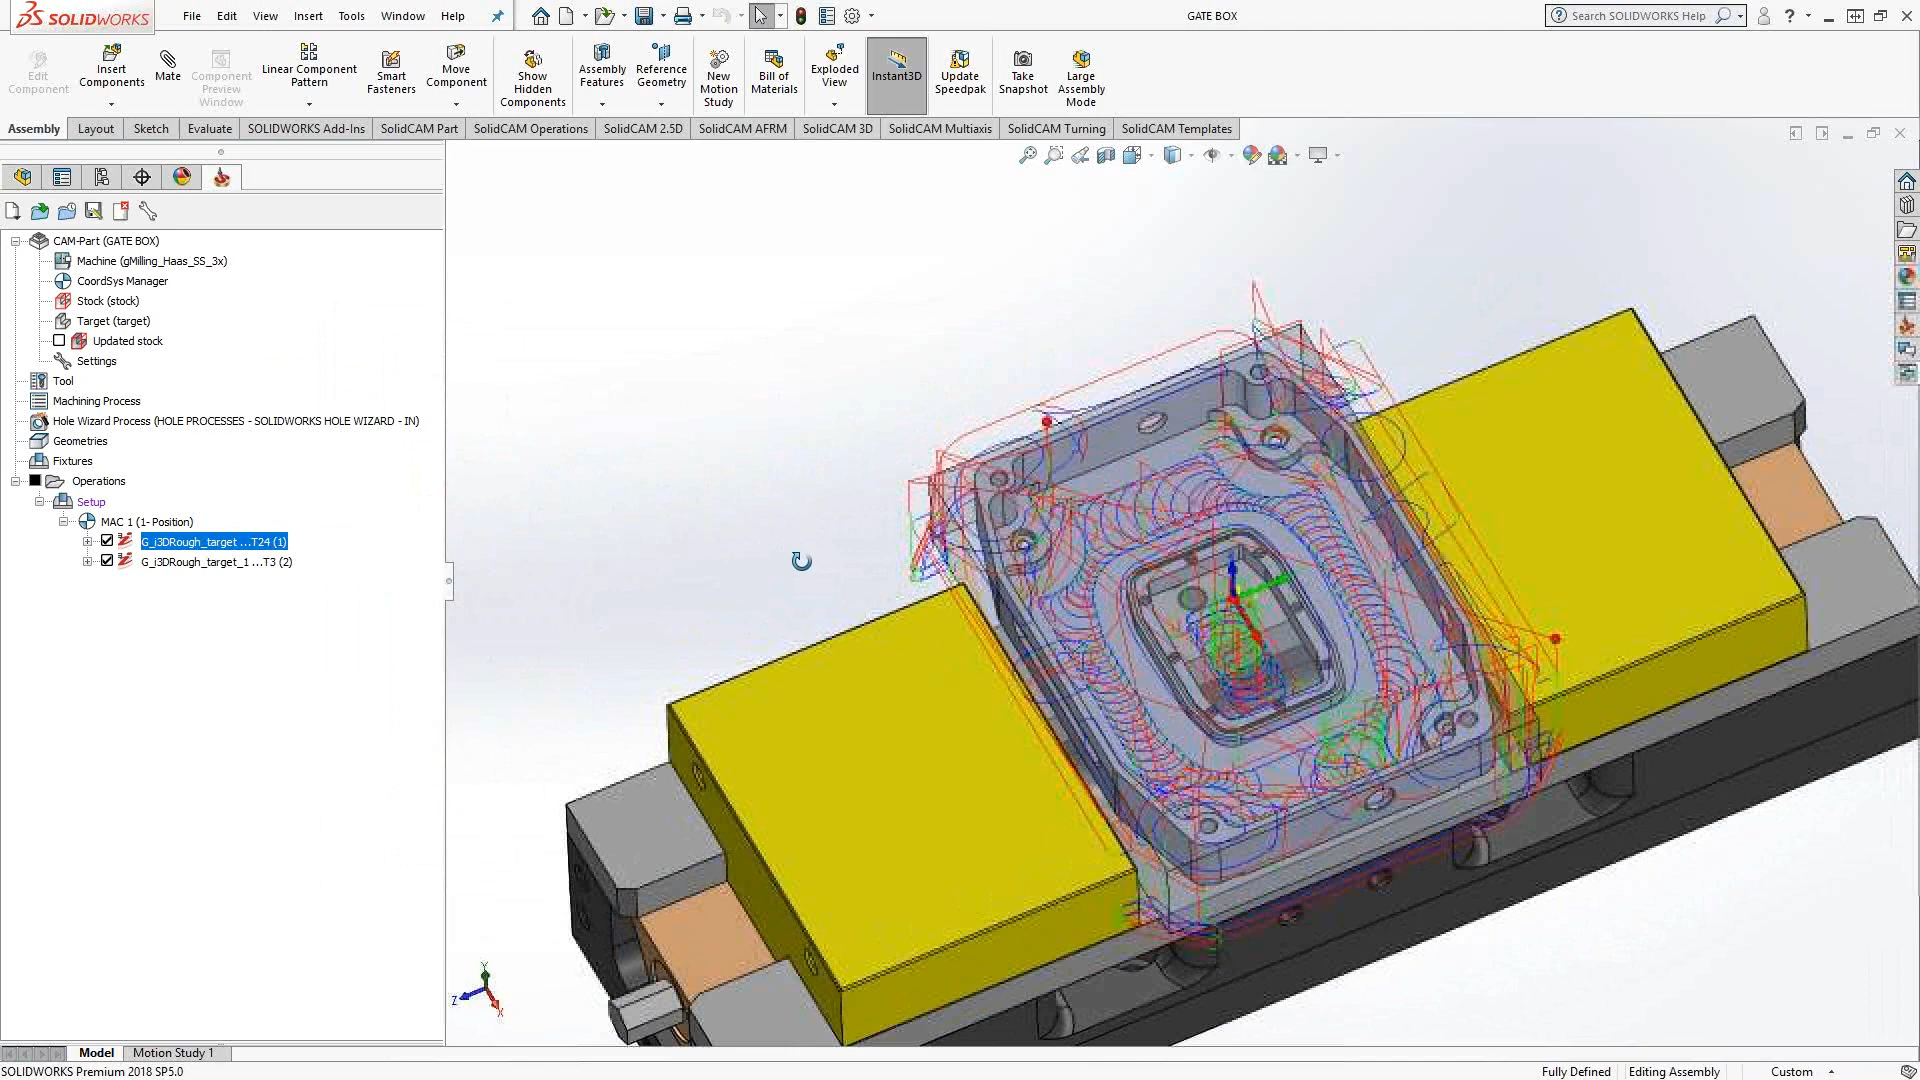 SOLIDWORKS File Edit View Insert Tools Window Help GATE BOX Search SOLIDWORKS Help ?
Edit Component
Insert Components
Mate
Component Preview Window
Linear Component Pattern
Smart Fasteners
Move Component
Show Hidden Components
Assembly Features
Reference Geometry
New Motion Study
Bill of Materials
Exploded View
Instant3D
Update Speedpak
Take Snapshot
Large Assembly Mode
Assembly Layout Sketch Evaluate SOLIDWORKS Add-Ins SolidCAM Part SolidCAM Operations SolidCAM 2.5D SolidCAM AFRM SolidCAM 3D SolidCAM Multiaxis SolidCAM Turning SolidCAM Templates
CAM-Part (GATE BOX)
Machine (gMilling_Haas_SS_3x)
CoordSys Manager
Stock (stock)
Target (target)
Updated stock
Settings
Tool
Machining Process
Hole Wizard Process (HOLE PROCESSES - SOLIDWORKS HOLE WIZARD - IN)
Geometries
Fixtures
Operations
Setup
MAC 1 (1- Position)
G_i3DRough_target ...T24 (1)
G_i3DRough_target_1 ...T3 (2)
Y
Z
X
Model Motion Study 1
SOLIDWORKS Premium 2018 SP5.0 Fully Defined Editing Assembly Custom